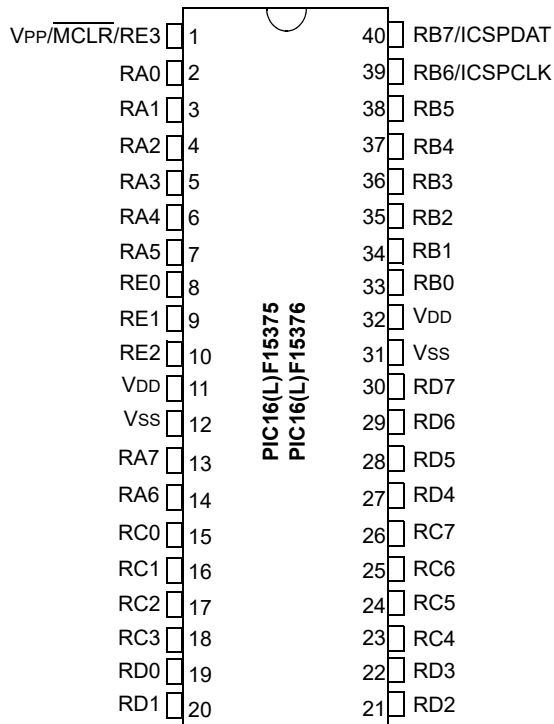 VPP/MCLR/RE3 1 40 RB7/ICSPDAT
RA0 2 39 RB6/ICSPCLK
RA1 3 38 RB5
RA2 4 37 RB4
RA3 5 36 RB3
RA4 6 35 RB2
RA5 7 34 RB1
RE0 8 33 RB0
RE1 9 32 VDD
RE2 10 31 VSS
VDD 11 30 RD7
VSS 12 29 RD6
RA7 13 28 RD5
RA6 14 27 RD4
RC0 15 26 RC7
RC1 16 25 RC6
RC2 17 24 RC5
RC3 18 23 RC4
RD0 19 22 RD3
RD1 20 21 RD2
PIC16(L)F15375
PIC16(L)F15376